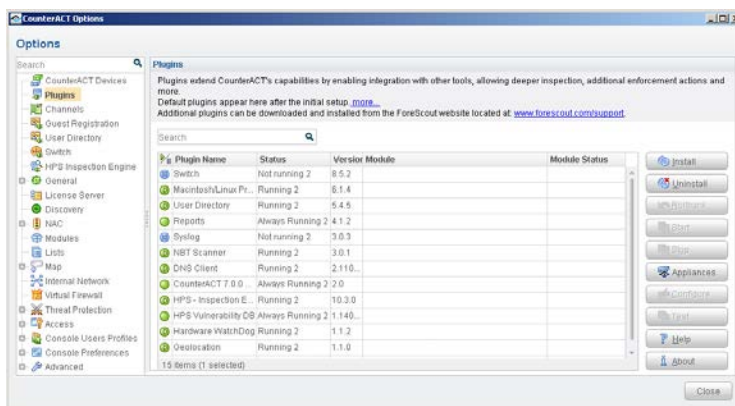 CounterACT Options
Options
Search
CounterACT Devices
Plugins
Channels
Guest Registration
User Directory
Switch
HPS Inspection Engine
General
License Server
Discovery
NAC
Modules
Lists
Map
Internal Network
Virtual Firewall
Threat Protection
Access
Console Users Profiles
Console Preferences
Advanced
Plugins
Plugins extend CounterACT's capabilities by enabling integration with other tools, allowing deeper inspection, additional enforcement actions and
more.
Default plugins appear here after the initial setup. more...
Additional plugins can be downloaded and installed from the ForeScout website located at: www.forescout.com/support.
Search
Plugin Name Status Version Module Module Status
Switch Not running 2 8.5.2
Macintosh/Linux Pr... Running 2 6.1.4
User Directory Running 2 5.4.5
Reports Always Running 2 4.1.2
Syslog Not running 2 3.0.3
NBT Scanner Running 2 3.0.1
DNS Client Running 2 2.110...
CounterACT 7.0.0 ... Always Running 2 2.0
HPS - Inspection E... Running 2 10.3.0
HPS Vulnerability DB Always Running 2 1.140...
Hardware WatchDog Running 2 1.1.2
Geolocation Running 2 1.1.0
15 items (1 selected)
Install
Uninstall
Rollback
Start
Stop
Appliances
Configure
Test
Help
About
Close